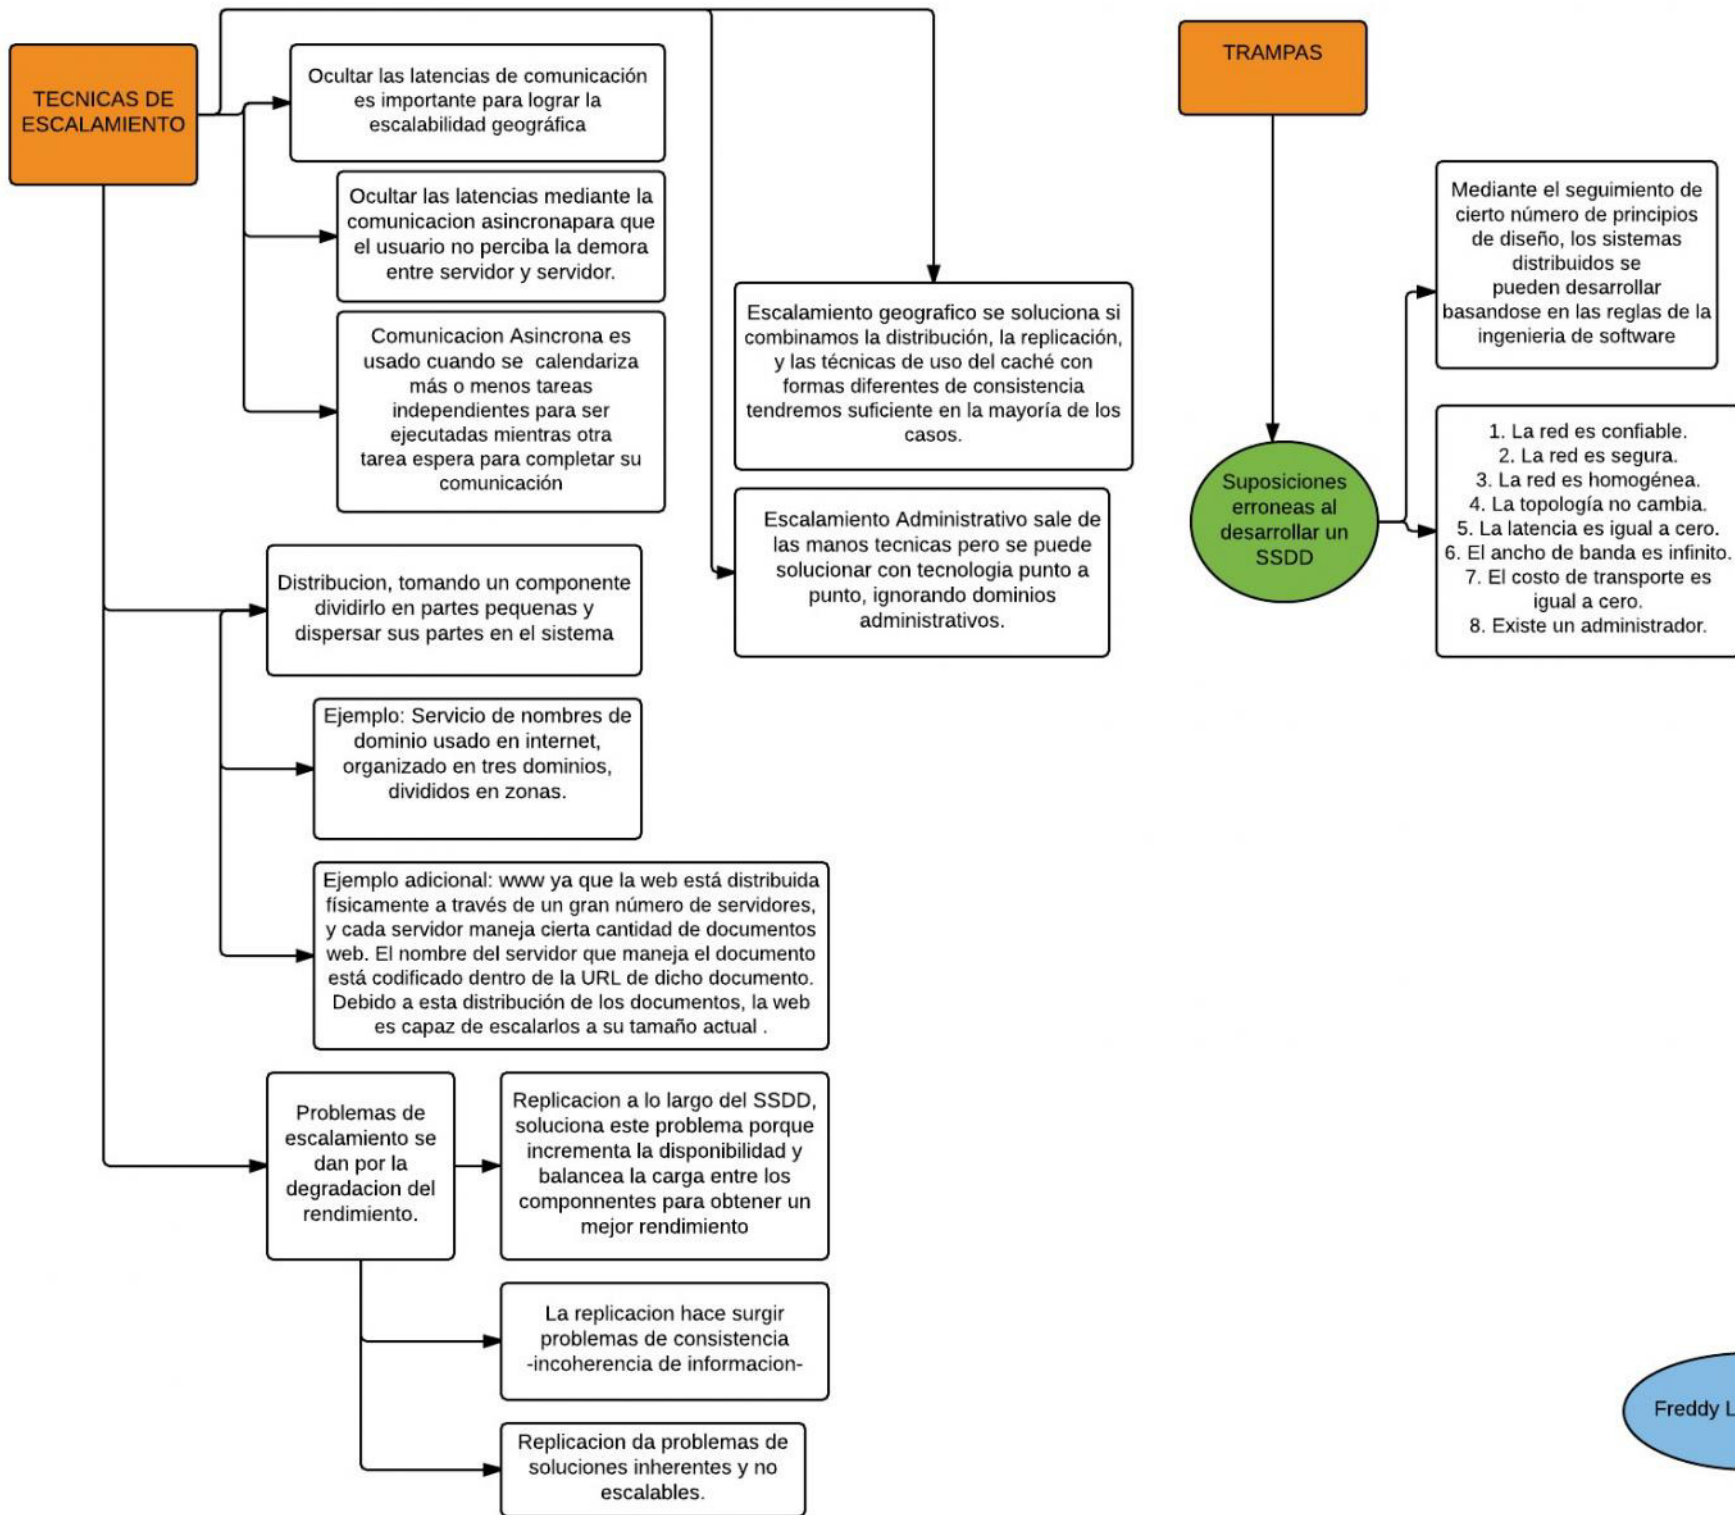 TECNICAS DE
ESCALAMIENTO
Ocultar las latencias de comunicación
es importante para lograr la
escalabilidad geográfica
Ocultar las latencias mediante la
comunicacion asincronapara que
el usuario no perciba la demora
entre servidor y servidor.
Comunicacion Asincrona es
usado cuando se calendariza
más o menos tareas
independientes para ser
ejecutadas mientras otra
tarea espera para completar su
comunicación
Escalamiento geografico se soluciona si
combinamos la distribución, la replicación,
y las técnicas de uso del caché con
formas diferentes de consistencia
tendremos suficiente en la mayoría de los
casos.
Escalamiento Administrativo sale de
las manos tecnicas pero se puede
solucionar con tecnologia punto a
punto, ignorando dominios
administrativos.
Distribucion, tomando un componente
dividirlo en partes pequenas y
dispersar sus partes en el sistema
Ejemplo: Servicio de nombres de
dominio usado en internet,
organizado en tres dominios,
divididos en zonas.
Ejemplo adicional: www ya que la web está distribuida
físicamente a través de un gran número de servidores,
y cada servidor maneja cierta cantidad de documentos
web. El nombre del servidor que maneja el documento
está codificado dentro de la URL de dicho documento.
Debido a esta distribución de los documentos, la web
es capaz de escalarlos a su tamaño actual .
Problemas de
escalamiento se
dan por la
degradacion del
rendimiento.
Replicacion a lo largo del SSDD,
soluciona este problema porque
incrementa la disponibilidad y
balancea la carga entre los
componnentes para obtener un
mejor rendimiento
La replicacion hace surgir
problemas de consistencia
-incoherencia de informacion-
Replicacion da problemas de
soluciones inherentes y no
escalables.
TRAMPAS
Suposiciones
erroneas al
desarrollar un
SSDD
Mediante el seguimiento de
cierto número de principios
de diseño, los sistemas
distribuidos se
pueden desarrollar
basandose en las reglas de la
ingenieria de software
1. La red es confiable.
2. La red es segura.
3. La red es homogénea.
4. La topología no cambia.
5. La latencia es igual a cero.
6. El ancho de banda es infinito.
7. El costo de transporte es
igual a cero.
8. Existe un administrador.
Freddy L